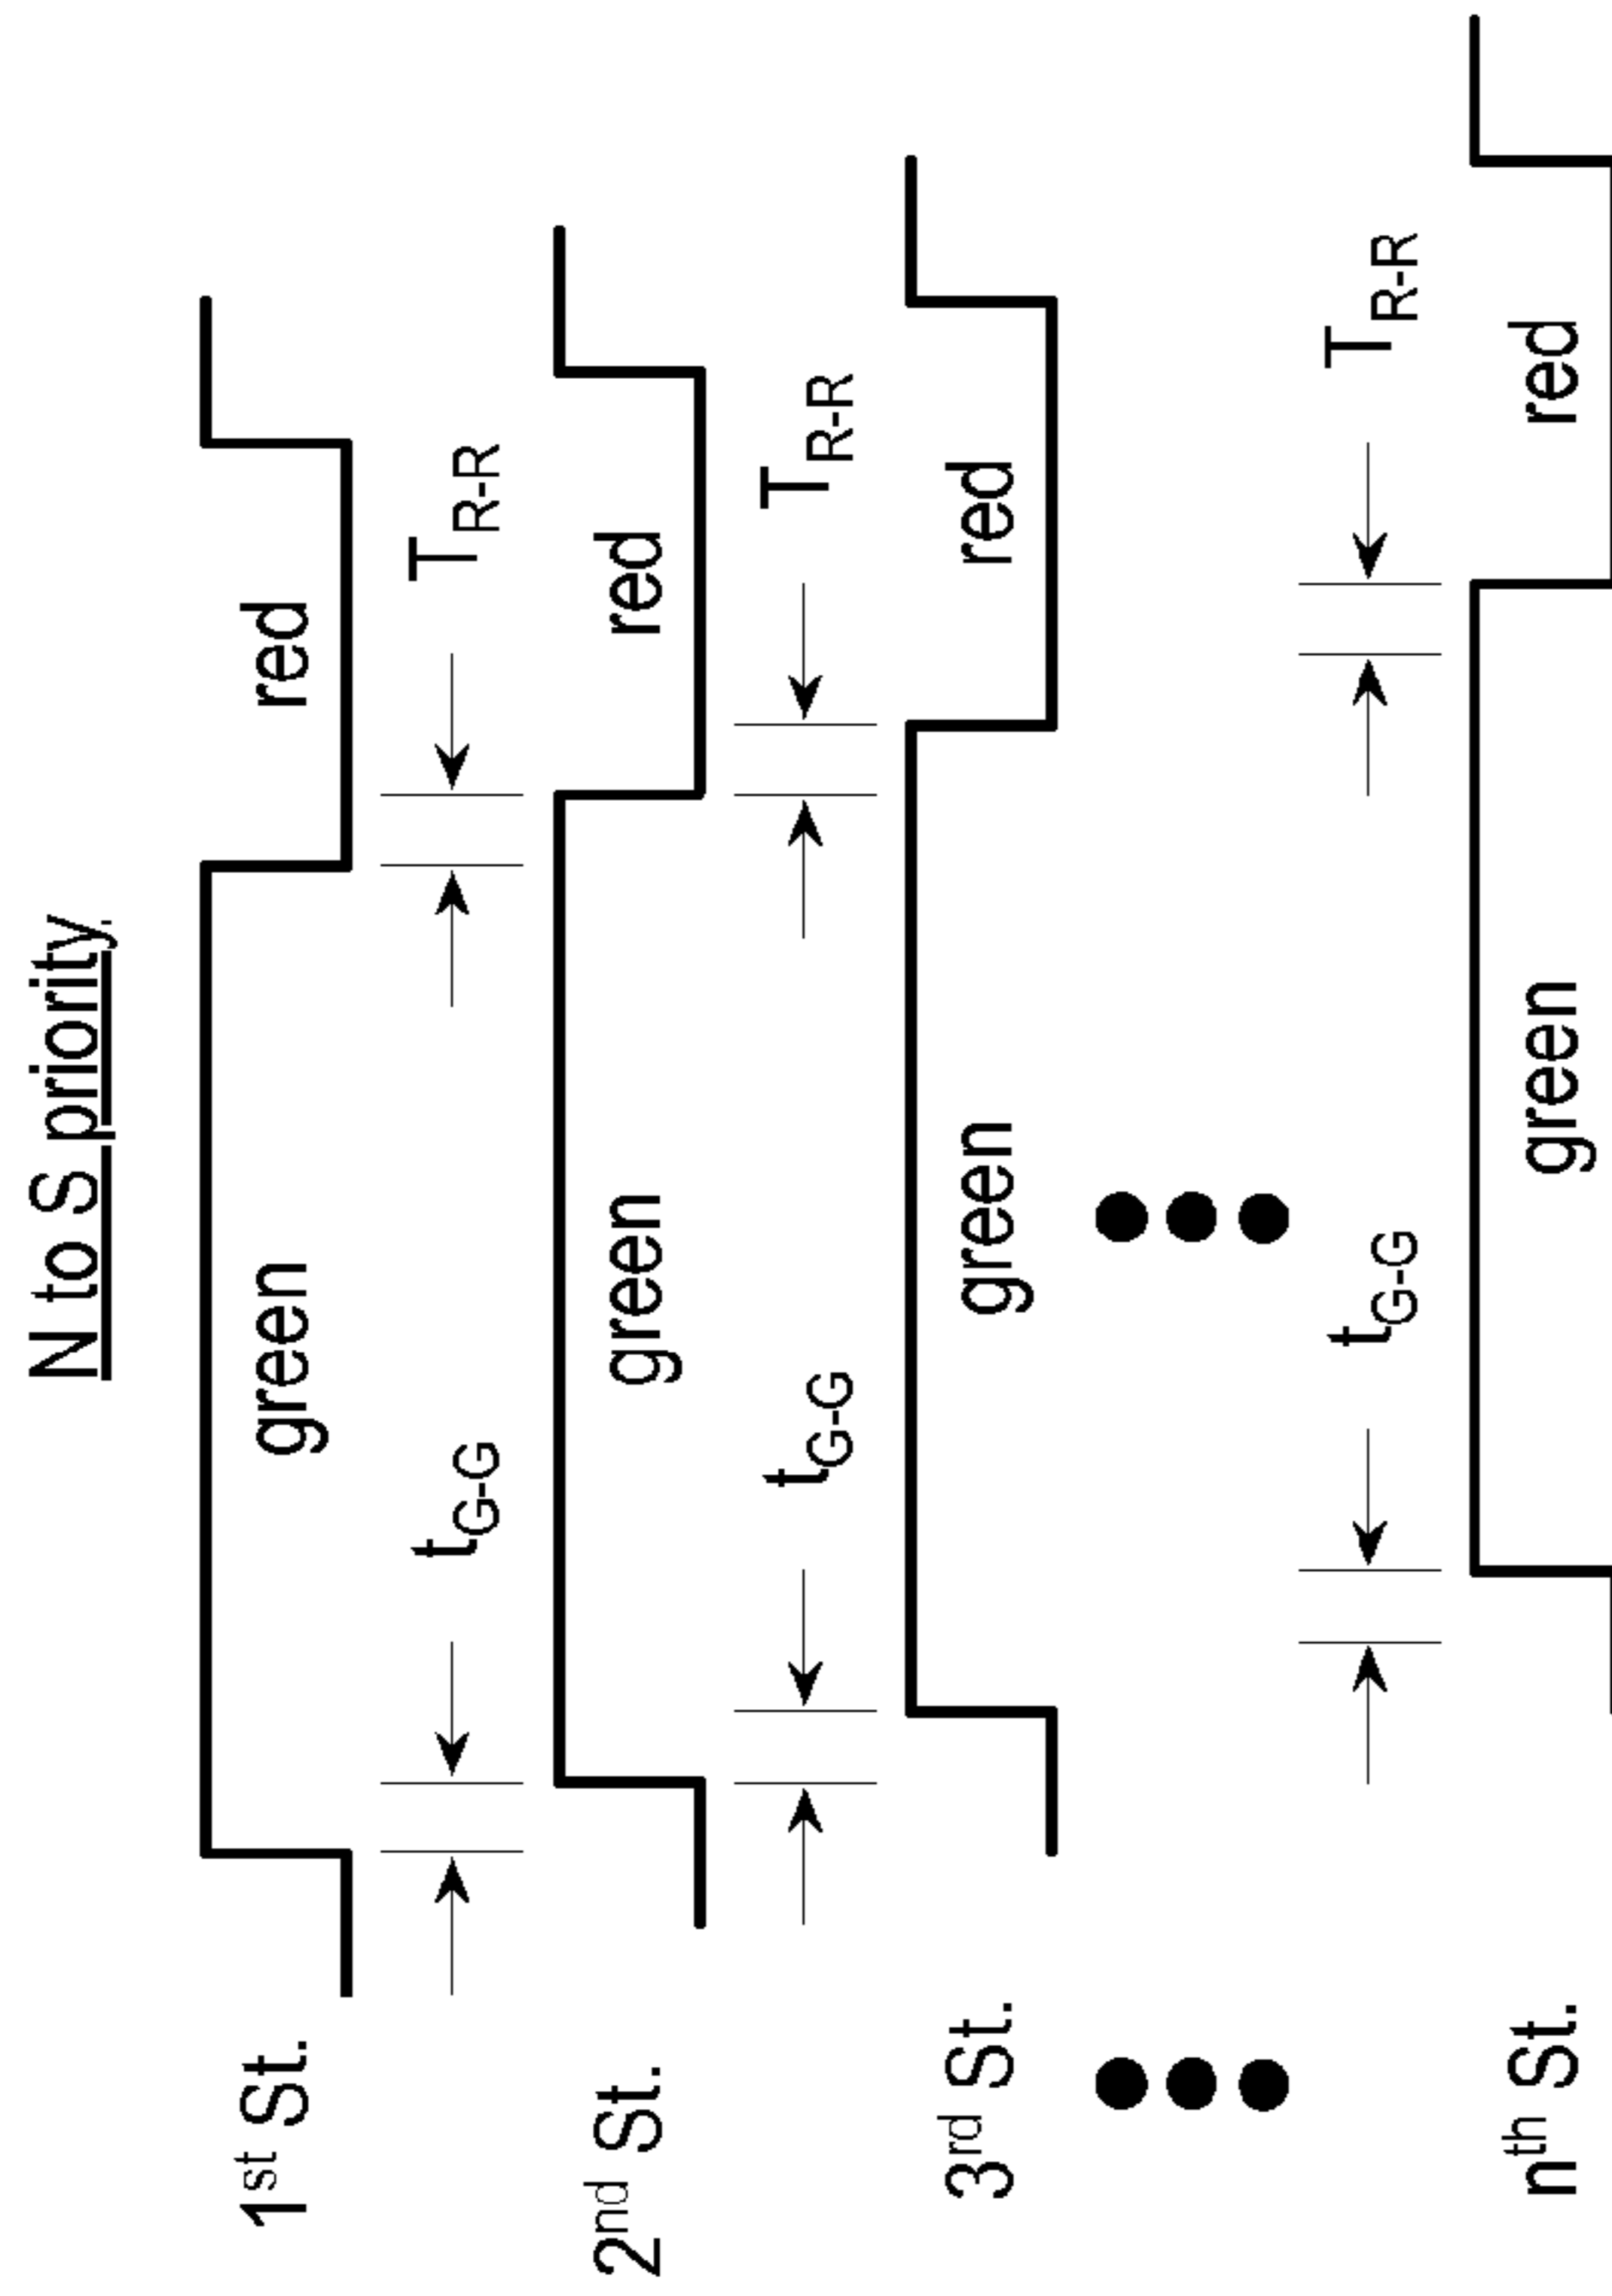 N to S priority
1st St.
green
red
tG-G
TR-R
2nd St.
green
red
tG-G
TR-R
3rd St.
green
red
tG-G
TR-R
nth St.
green
red